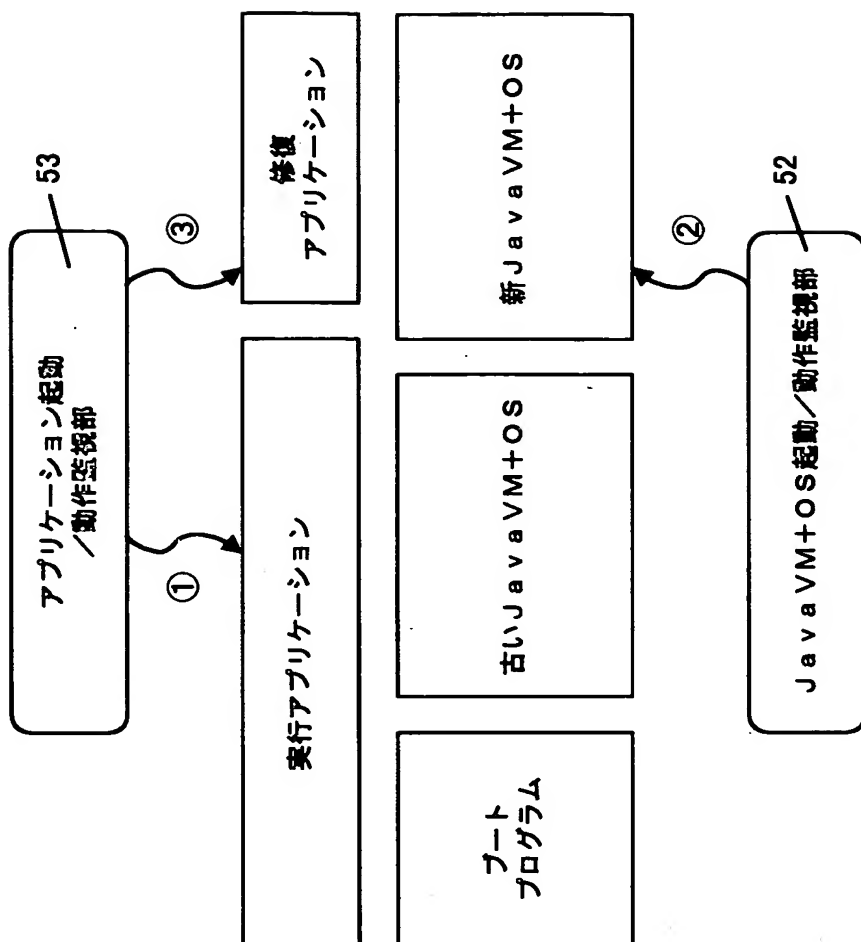 アプリケーション起動
／動作監視部
53
①
③
実行アプリケーション
修復
アプリケーション
ブート
プログラム
古いＪａｖａＶＭ＋ＯＳ
新ＪａｖａＶＭ＋ＯＳ
②
ＪａｖａＶＭ＋ＯＳ起動／動作監視部
52